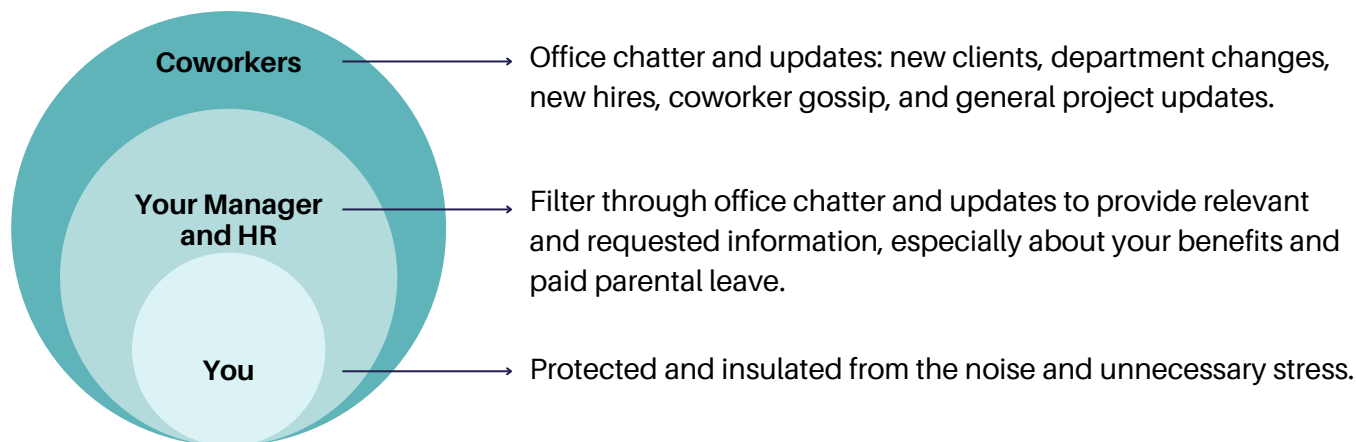 Coworkers
Office chatter and updates: new clients, department changes,
new hires, coworker gossip, and general project updates.
Your Manager
and HR
Filter through office chatter and updates to provide relevant
and requested information, especially about your benefits and
paid parental leave.
You
Protected and insulated from the noise and unnecessary stress.